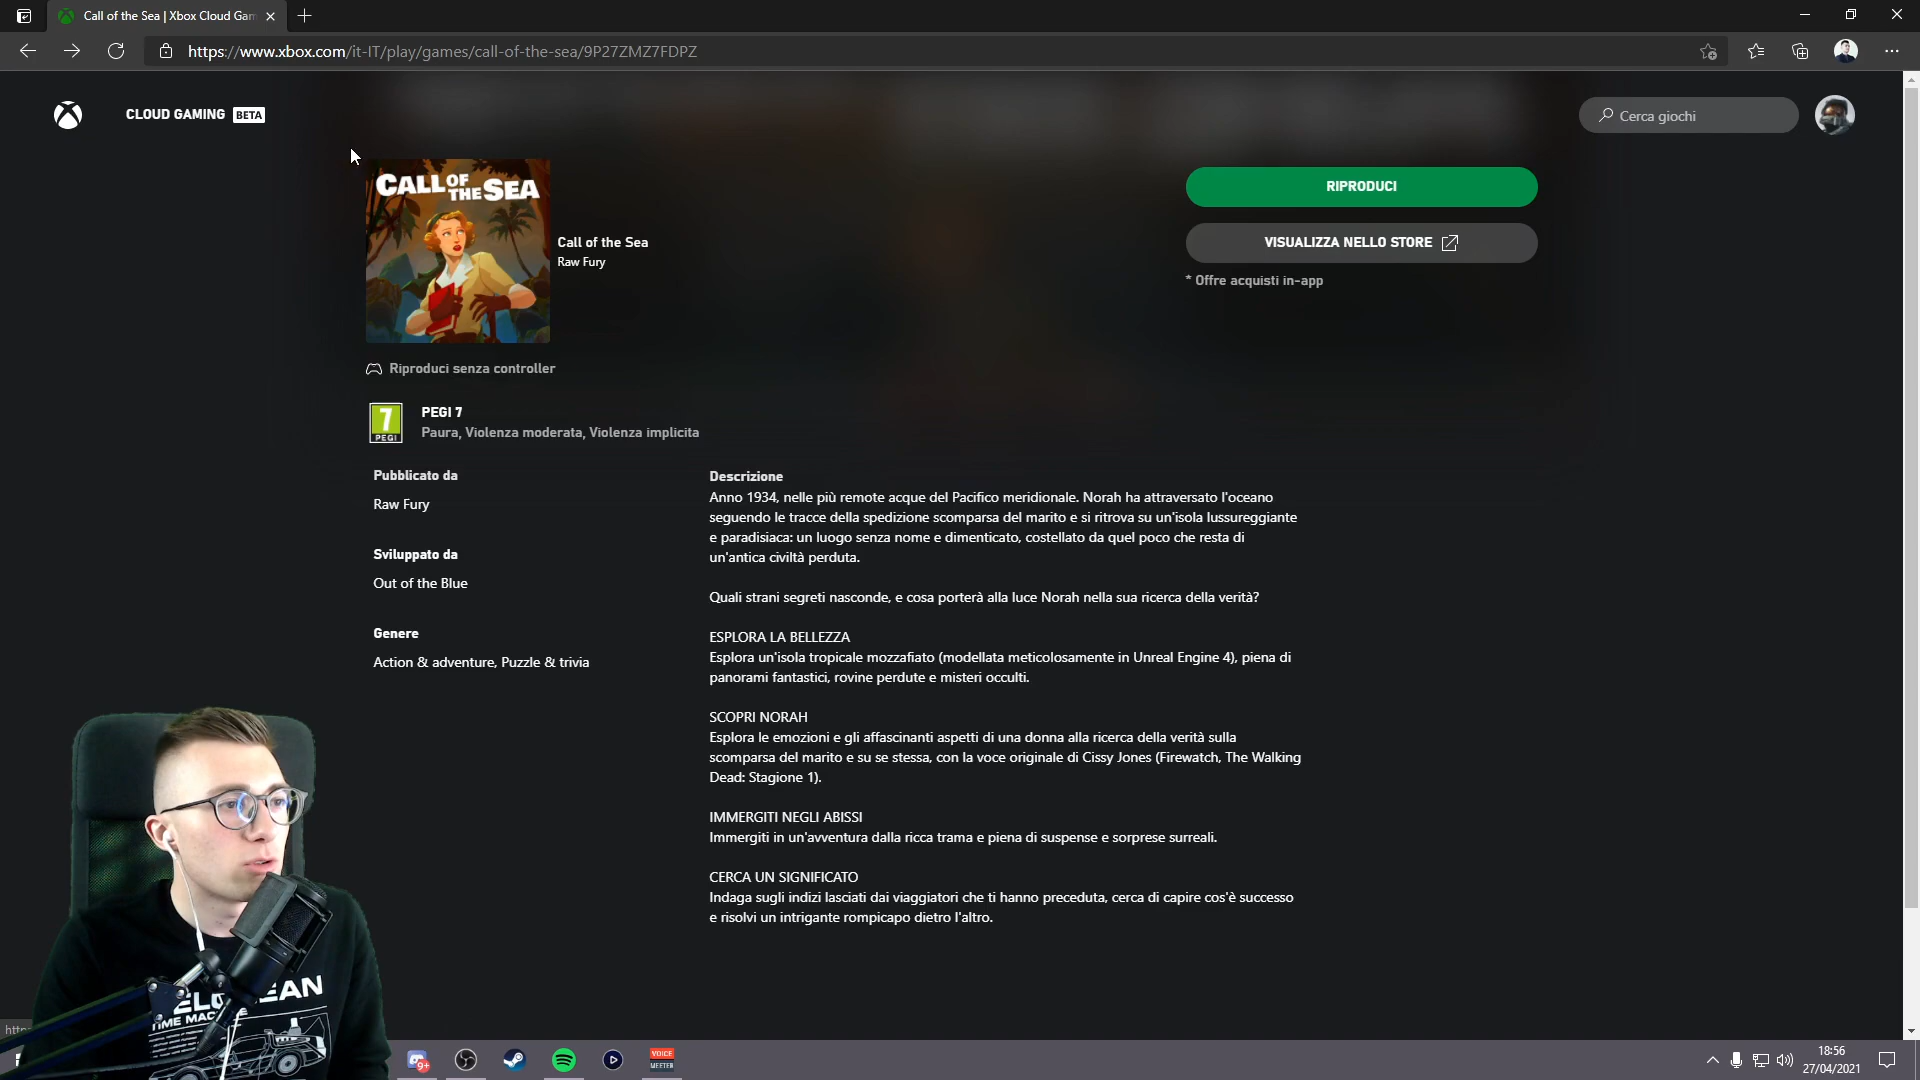 Call of the Sea | Xbox Cloud Gam
https://www.xbox.com/it-IT/play/games/call-of-the-sea/9P27ZMZ7FDPZ
CLOUD GAMING BETA
Cerca giochi
CALL OF THE SEA
Call of the Sea
Raw Fury
RIPRODUCI
VISUALIZZA NELLO STORE
* Offre acquisti in-app
Riproduci senza controller
7
PEGI
PEGI 7
Paura, Violenza moderata, Violenza implicita
Pubblicato da
Raw Fury
Sviluppato da
Out of the Blue
Genere
Action & adventure, Puzzle & trivia
Descrizione
Anno 1934, nelle più remote acque del Pacifico meridionale. Norah ha attraversato l'oceano
seguendo le tracce della spedizione scomparsa del marito e si ritrova su un'isola lussureggiante
e paradisiaca: un luogo senza nome e dimenticato, costellato da quel poco che resta di
un'antica civiltà perduta.
Quali strani segreti nasconde, e cosa porterà alla luce Norah nella sua ricerca della verità?
ESPLORA LA BELLEZZA
Esplora un'isola tropicale mozzafiato (modellata meticolosamente in Unreal Engine 4), piena di
panorami fantastici, rovine perdute e misteri occulti.
SCOPRI NORAH
Esplora le emozioni e gli affascinanti aspetti di una donna alla ricerca della verità sulla
scomparsa del marito e su se stessa, con la voce originale di Cissy Jones (Firewatch, The Walking
Dead: Stagione 1).
IMMERGITI NEGLI ABISSI
Immergiti in un'avventura dalla ricca trama e piena di suspense e sorprese surreali.
CERCA UN SIGNIFICATO
Indaga sugli indizi lasciati dai viaggiatori che ti hanno preceduta, cerca di capire cos'è successo
e risolvi un intrigante rompicapo dietro l'altro.
TIME MAC
9+
VOICE
MEETER
18:56
27/04/2021